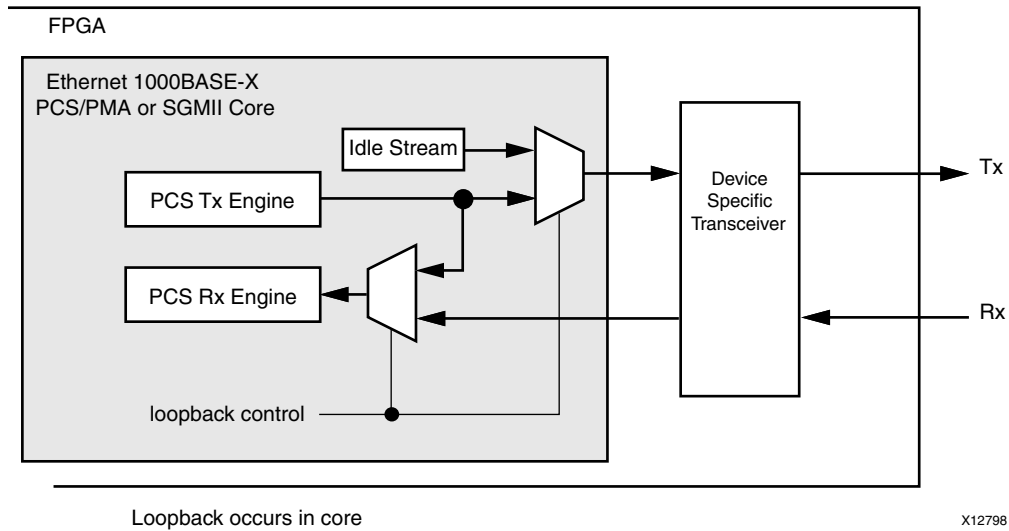 FPGA
Ethernet 1000BASE-X
PCS/PMA or SGMII Core
Idle Stream
PCS Tx Engine
Device
Specific
Transceiver
Tx
PCS Rx Engine
Rx
loopback control
Loopback occurs in core
X12798